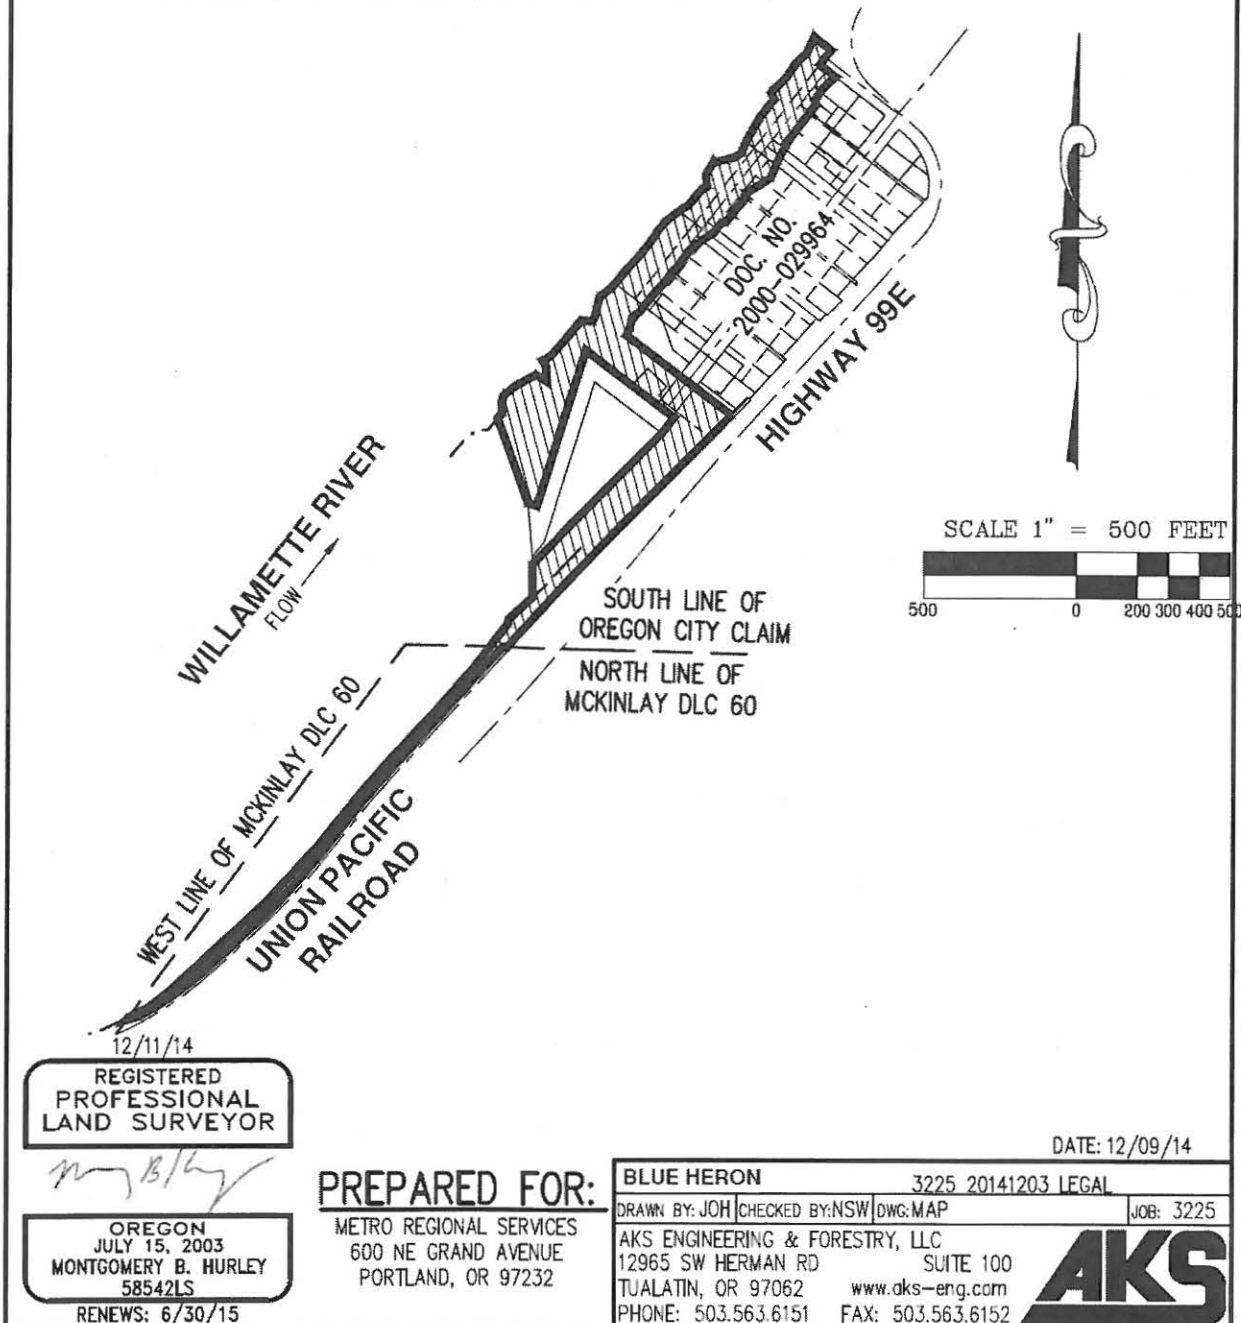 DOC. NO.
2000-029964
HIGHWAY 99E
WILLAMETTE RIVER
FLOW
SCALE 1" = 500 FEET
500 0 200 300 400 500
SOUTH LINE OF
OREGON CITY CLAIM
NORTH LINE OF
MCKINLAY DLC 60
WEST LINE OF MCKINLAY DLC 60
UNION PACIFIC
RAILROAD
12/11/14
REGISTERED
PROFESSIONAL
LAND SURVEYOR
OREGON
JULY 15, 2003
MONTGOMERY B. HURLEY
58542LS
RENEWS: 6/30/15
PREPARED FOR:
METRO REGIONAL SERVICES
600 NE GRAND AVENUE
PORTLAND, OR 97232
DATE: 12/09/14
BLUE HERON 3225 20141203 LEGAL
DRAWN BY: JOH CHECKED BY: NSW DWG: MAP JOB: 3225
AKS ENGINEERING & FORESTRY, LLC
12965 SW HERMAN RD SUITE 100
TUALATIN, OR 97062 www.aks-eng.com
PHONE: 503.563.6151 FAX: 503.563.6152
AKS